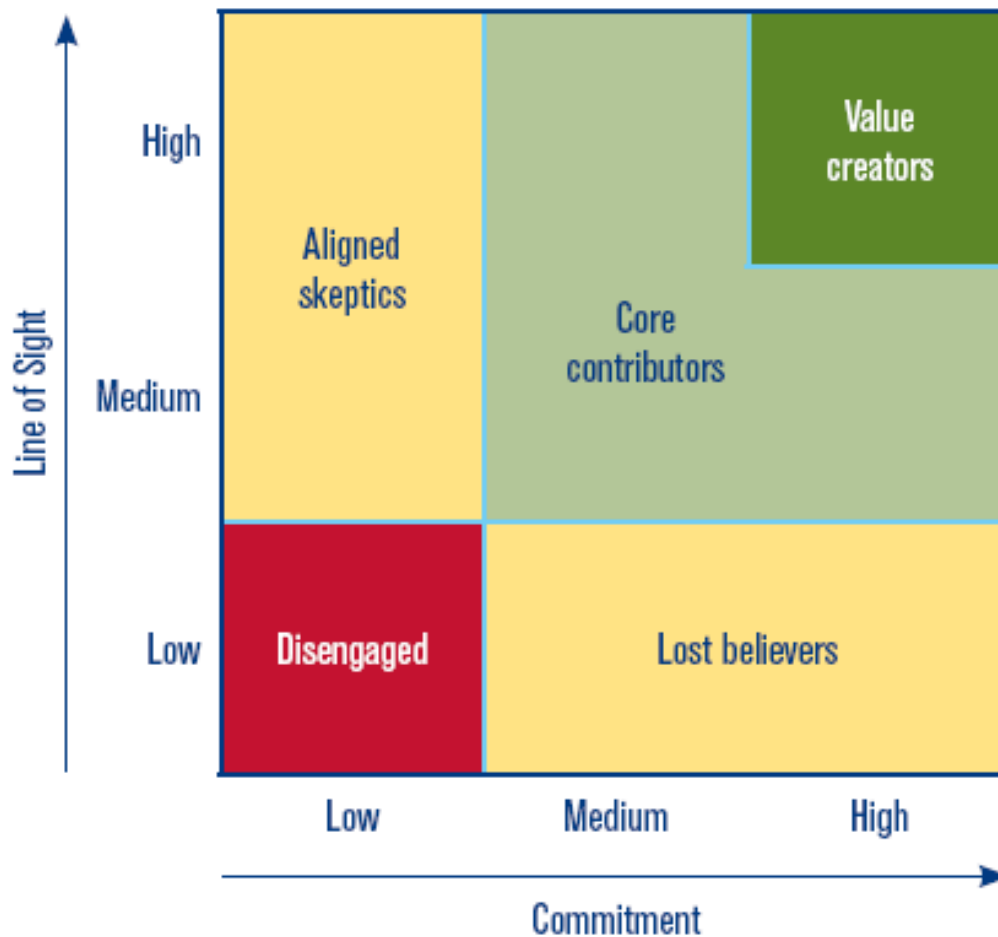 High
Value
creators
Aligned
skeptics
Core
contributors
Line of Sight
Medium
Low
Disengaged
Lost believers
Low
Medium
High
Commitment